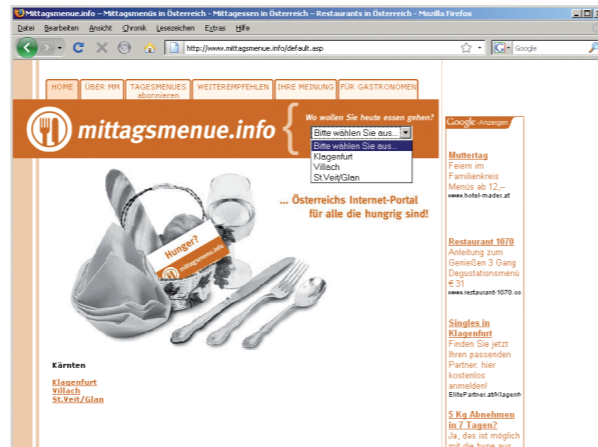 Mittagsmenue.info – Mittagsmenüs in Österreich - Mittagessen in Österreich – Restaurants in Österreich - Mozilla Firefox
Datei Bearbeiten Ansicht Chronik Lesezeichen Extras Hilfe
http://www.mittagsmenue.info/default.asp
Google
HOME
ÜBER MM
TAGESMENUES
abonnieren
WEITEREMPFEHLEN
IHRE MEINUNG
FÜR GASTRONOMEN
mittagsmenue.info
Wo wollen Sie heute essen gehen?
Bitte wählen Sie aus...
Bitte wählen Sie aus...
Klagenfurt
Villach
St.Veit/Glan
... Österreichs Internet-Portal
für alle die hungrig sind!
Hunger?
mittagsmenue.info
Kärnten
Klagenfurt
Villach
St.Veit/Glan
Google -Anzeigen
Muttertag
Feiern im
Familienkreis
Menüs ab 12,--
www.hotel-mader.at
Restaurant 1070
Anleitung zum
Genießen 3 Gang
Degustationsmenü
€ 31
www.restaurant-1070.co
Singles in
Klagenfurt
Finden Sie jetzt
Ihren passenden
Partner: hier
kostenlos
anmelden!
ElitePartner.at/Klagenf
5 Kg Abnehmen
in 7 Tagen?
Ja, das ist möglich
mit die hype aus